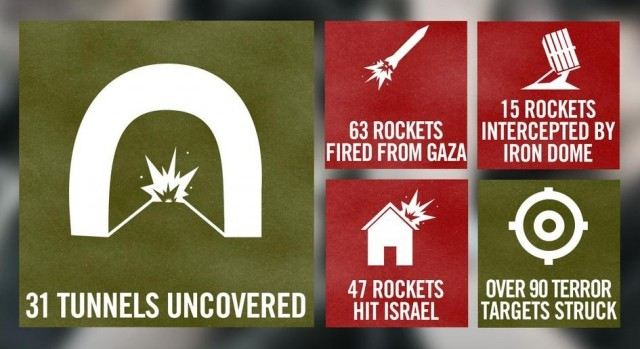 31 TUNNELS UNCOVERED
63 ROCKETS
FIRED FROM GAZA
15 ROCKETS
INTERCEPTED BY
IRON DOME
47 ROCKETS
HIT ISRAEL
OVER 90 TERROR
TARGETS STRUCK